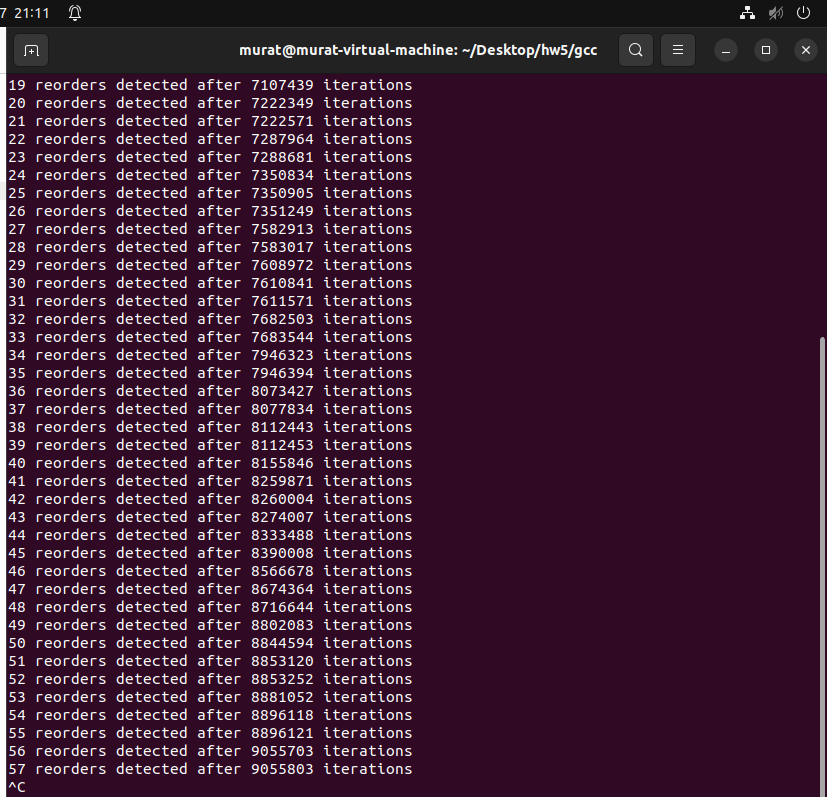 7 21:11
murat@murat-virtual-machine: ~/Desktop/hw5/gcc
19 reorders detected after 7107439 iterations
20 reorders detected after 7222349 iterations
21 reorders detected after 7222571 iterations
22 reorders detected after 7287964 iterations
23 reorders detected after 7288681 iterations
24 reorders detected after 7350834 iterations
25 reorders detected after 7350905 iterations
26 reorders detected after 7351249 iterations
27 reorders detected after 7582913 iterations
28 reorders detected after 7583017 iterations
29 reorders detected after 7608972 iterations
30 reorders detected after 7610841 iterations
31 reorders detected after 7611571 iterations
32 reorders detected after 7682503 iterations
33 reorders detected after 7683544 iterations
34 reorders detected after 7946323 iterations
35 reorders detected after 7946394 iterations
36 reorders detected after 8073427 iterations
37 reorders detected after 8077834 iterations
38 reorders detected after 8112443 iterations
39 reorders detected after 8112453 iterations
40 reorders detected after 8155846 iterations
41 reorders detected after 8259871 iterations
42 reorders detected after 8260004 iterations
43 reorders detected after 8274007 iterations
44 reorders detected after 8333488 iterations
45 reorders detected after 8390008 iterations
46 reorders detected after 8566678 iterations
47 reorders detected after 8674364 iterations
48 reorders detected after 8716644 iterations
49 reorders detected after 8802083 iterations
50 reorders detected after 8844594 iterations
51 reorders detected after 8853120 iterations
52 reorders detected after 8853252 iterations
53 reorders detected after 8881052 iterations
54 reorders detected after 8896118 iterations
55 reorders detected after 8896121 iterations
56 reorders detected after 9055703 iterations
57 reorders detected after 9055803 iterations
^C